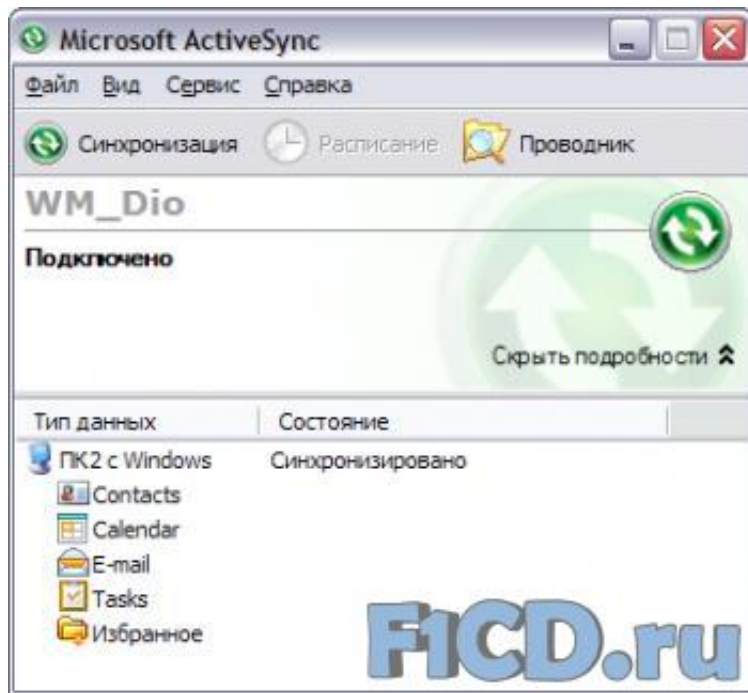 Microsoft ActiveSync
Файл Вид Сервис Справка
Синхронизация Расписание Проводник
WM_Dio
Подключено
Скрыть подробности
Тип данных Состояние
ПК2 с Windows Синхронизировано
Contacts
Calendar
E-mail
Tasks
Избранное
F1CD.ru